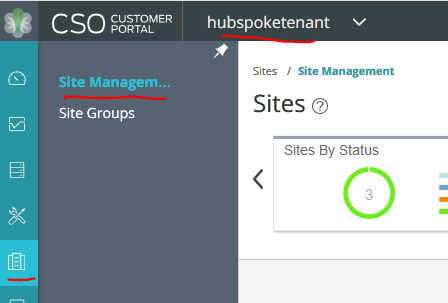 CSO CUSTOMER PORTAL
hubspoketenant
Site Managem...
Site Groups
Sites / Site Management
Sites ?
Sites By Status
3